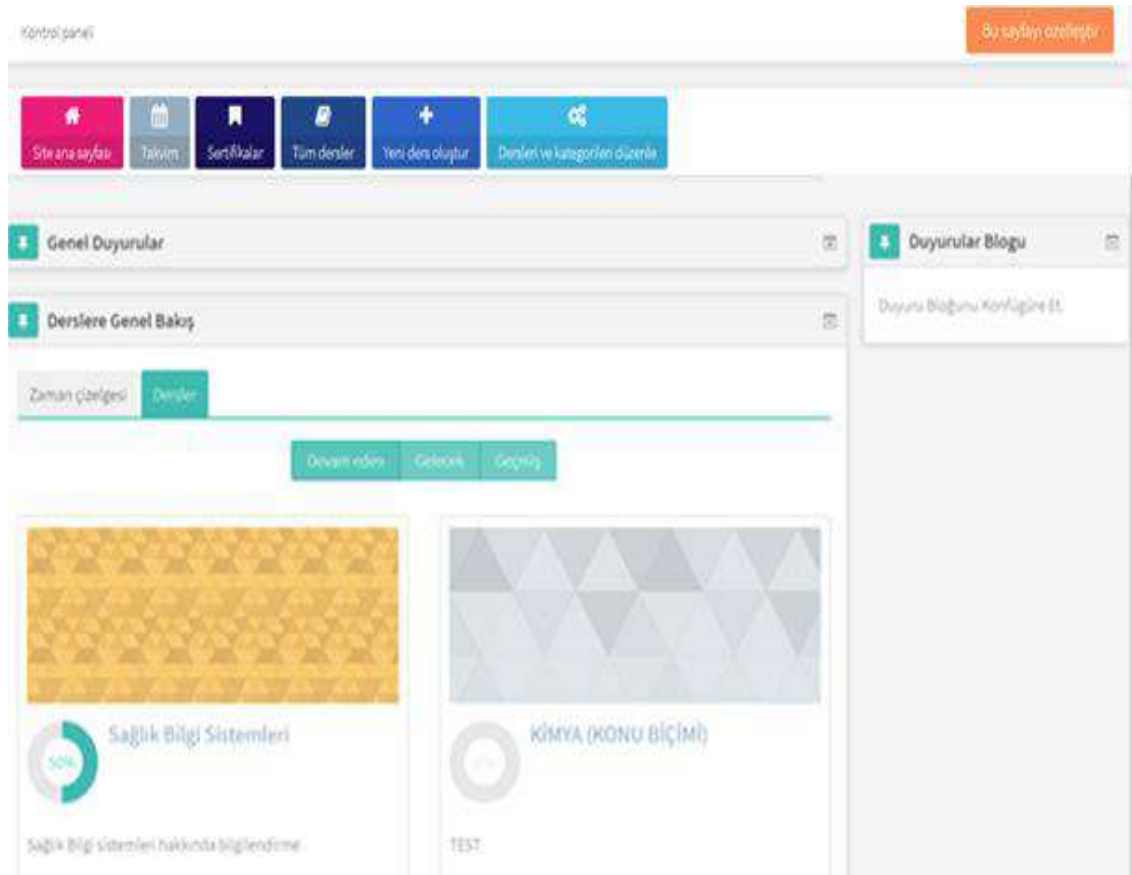 Kontrol paneli
Bu sayfayı özelleştir
Site ana sayfası
Takvim
Sertifikalar
Tüm dersler
Yeni ders oluştur
Dersleri ve kategorileri düzenle
Genel Duyurular
Duyurular Blogu
Duyuru Bloğunu Konfigüre Et.
Derslere Genel Bakış
Zaman çizelgesi
Dersler
Devam eden
Gelecek
Geçmiş
Sağlık Bilgi Sistemleri
50%
KİMYA (KONU BİÇİMİ)
Sağlık Bilgi sistemleri hakkında bilgilendirme
TEST